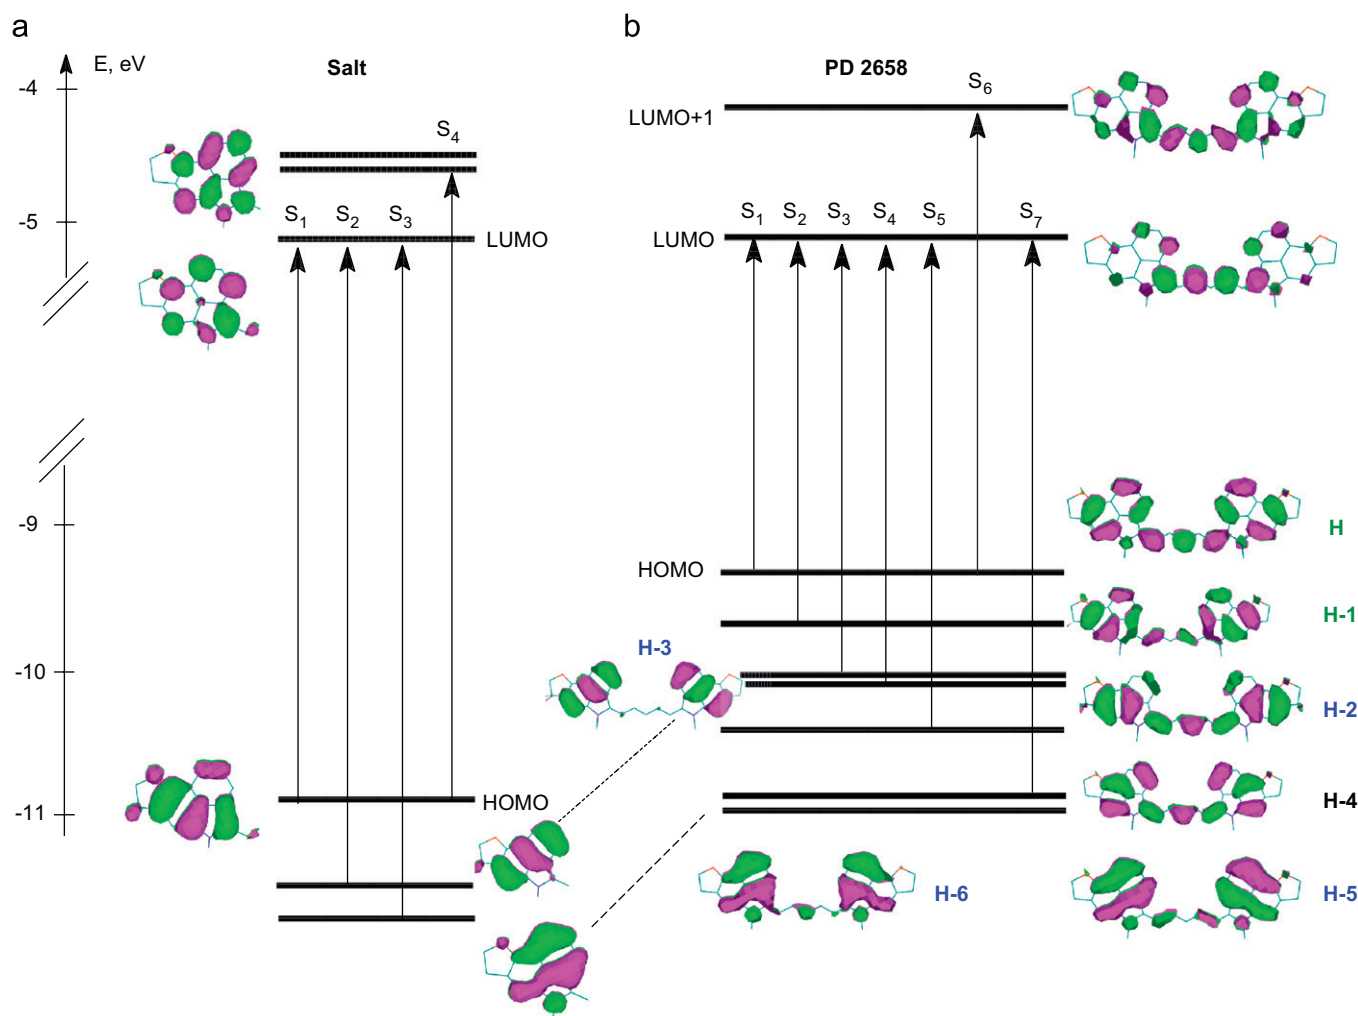 a
b
E, eV
Salt
PD 2658
-4
S6
LUMO+1
S4
-5
S1 S2 S3
LUMO
LUMO
S1 S2 S3 S4 S5 S7
-9
H
HOMO
H-1
H-3
-10
H-2
HOMO
H-4
-11
H-6
H-5